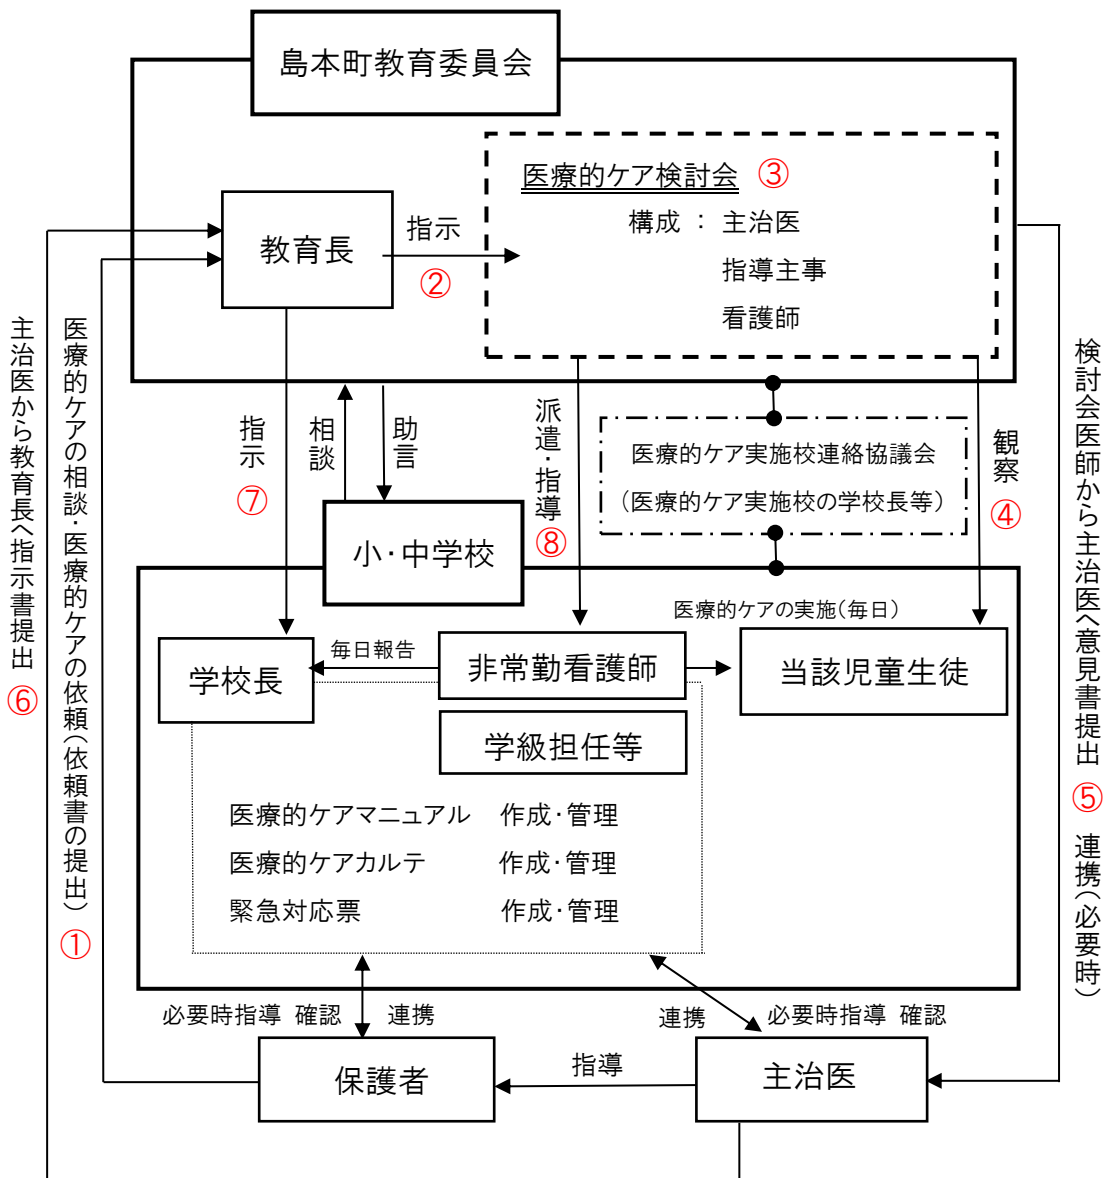 島本町教育委員会
医療的ケア検討会 ③
構成 : 主治医
指導主事
看護師
教育長
指示
②
主治医から教育長へ指示書提出 ⑥
医療的ケアの相談・医療的ケアの依頼(依頼書の提出) ①
検討会医師から主治医へ意見書提出 ⑤ 連携(必要時)
指示 ⑦
相談
助言
派遣・指導 ⑧
医療的ケア実施校連絡協議会
(医療的ケア実施校の学校長等)
観察 ④
小・中学校
医療的ケアの実施(毎日)
学校長
毎日報告
非常勤看護師
当該児童生徒
学級担任等
医療的ケアマニュアル 作成・管理
医療的ケアカルテ 作成・管理
緊急対応票 作成・管理
必要時指導 確認
連携
連携
必要時指導 確認
保護者
指導
主治医